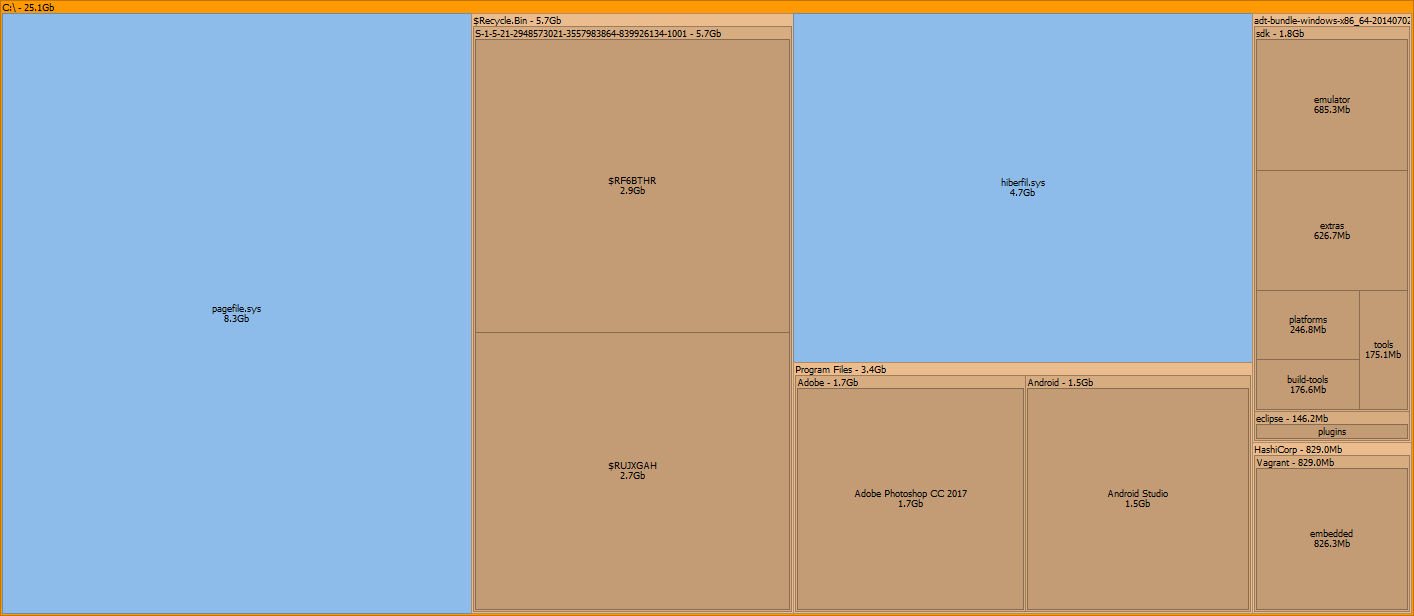 C:\ - 25.1Gb
pagefile.sys
8.3Gb
$Recycle.Bin - 5.7Gb
S-1-5-21-2948573021-3557983864-839926134-1001 - 5.7Gb
$RF6BTHR
2.9Gb
$RUJXGAH
2.7Gb
hiberfil.sys
4.7Gb
Program Files - 3.4Gb
Adobe - 1.7Gb
Adobe Photoshop CC 2017
1.7Gb
Android - 1.5Gb
Android Studio
1.5Gb
adt-bundle-windows-x86_64-20140702
sdk - 1.8Gb
emulator
685.3Mb
extras
626.7Mb
platforms
246.8Mb
build-tools
176.6Mb
tools
175.1Mb
eclipse - 146.2Mb
plugins
HashiCorp - 829.0Mb
Vagrant - 829.0Mb
embedded
826.3Mb